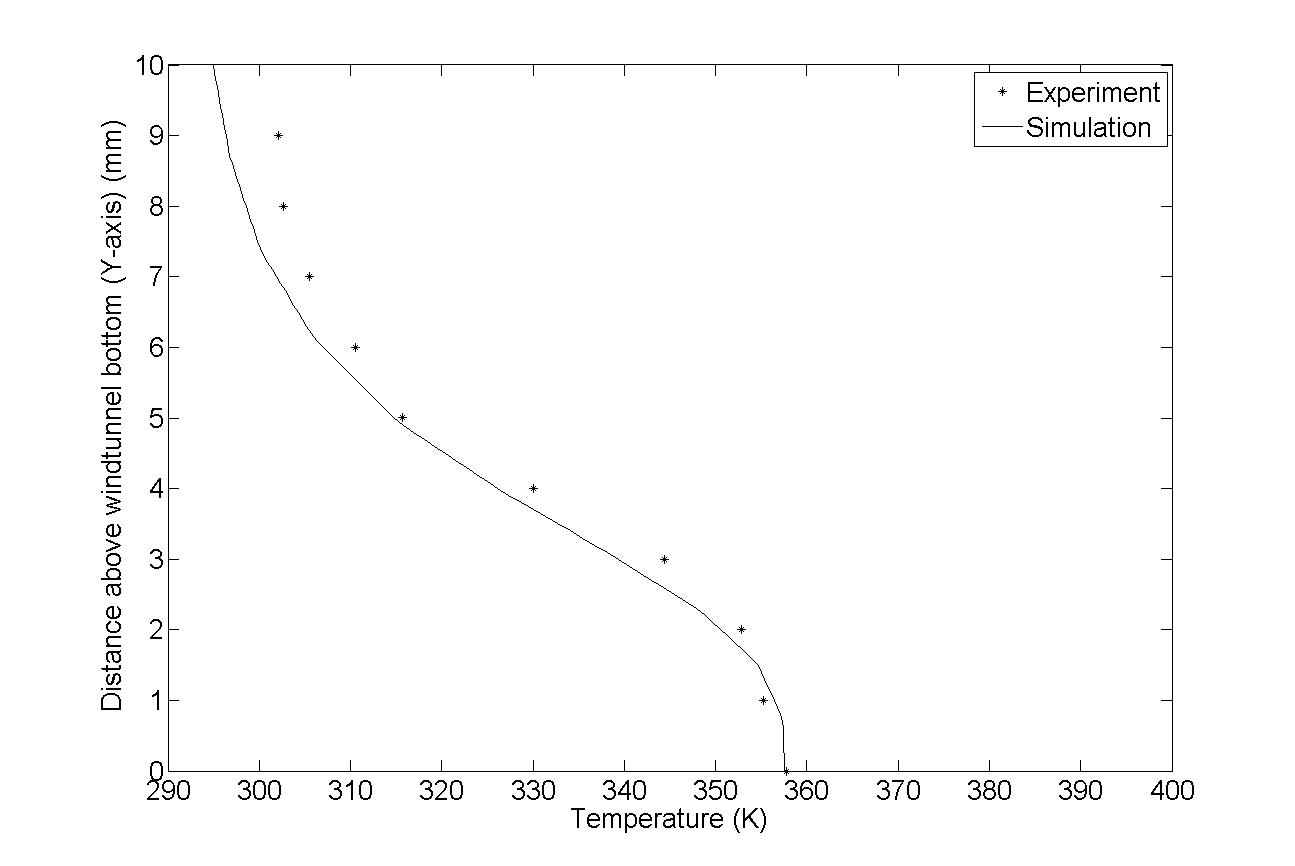 Experiment
Simulation
Distance above windtunnel bottom (Y-axis) (mm)
10
9
8
7
6
5
4
3
2
1
0
290 300 310 320 330 340 350 360 370 380 390 400
Temperature (K)